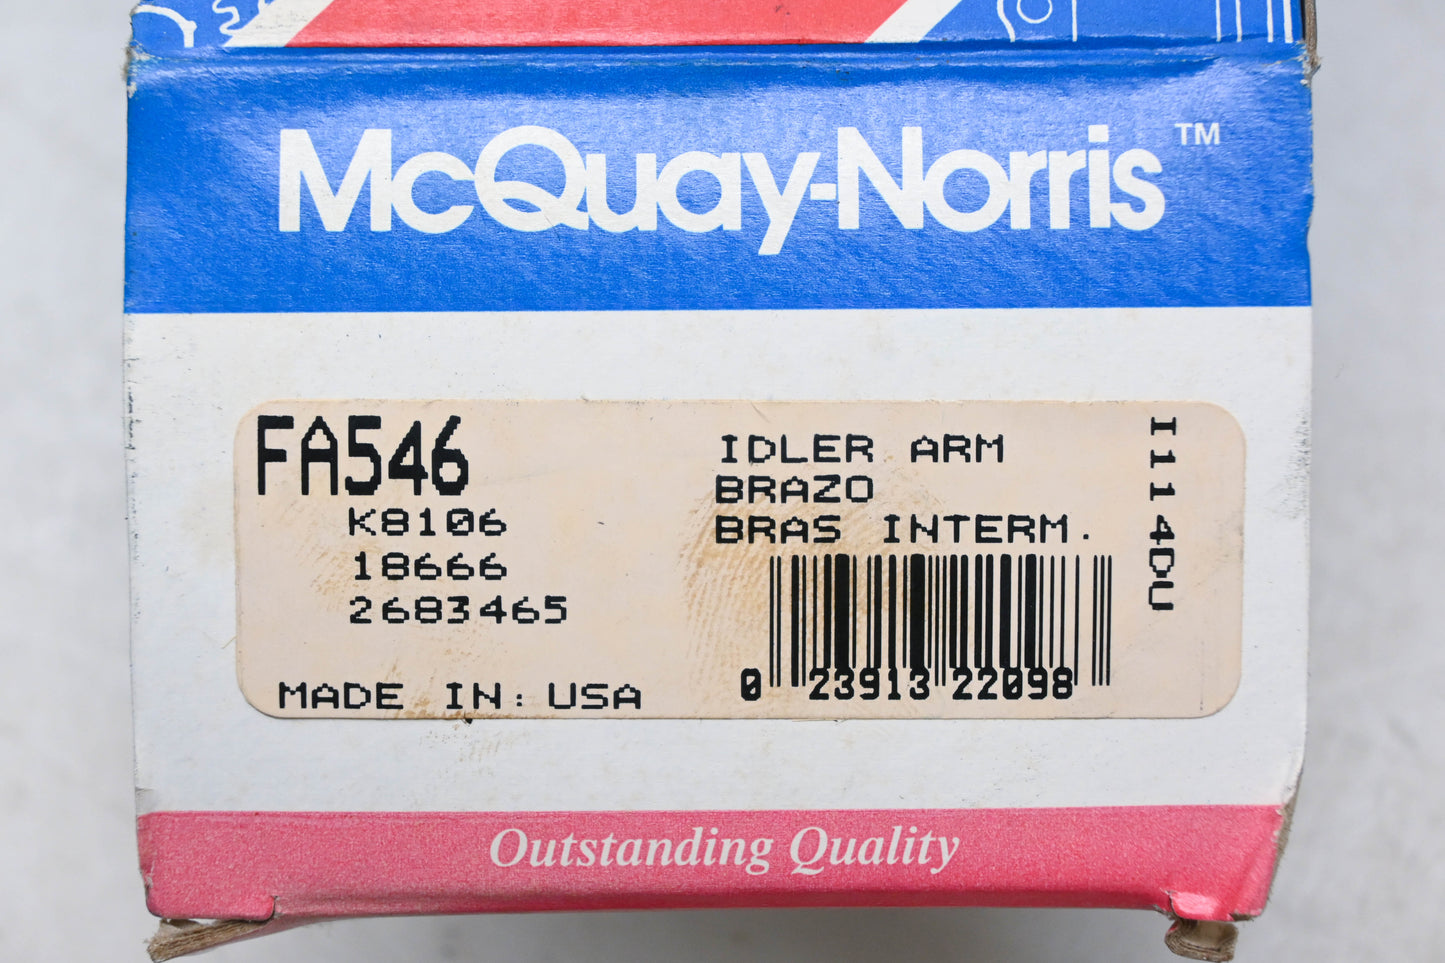 McQuay-Norris™
FA546
K8106
18666
2683465
MADE IN: USA
IDLER ARM
BRAZO
BRAS INTERM.
0 23913 22098
I114DU
Outstanding Quality